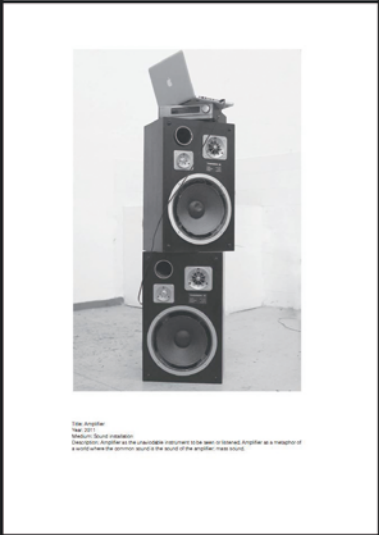 Title: Amplifier
Year: 2011
Medium: Sound installation
Description: Amplifier as the unavoidable instrument to be seen or listened, Amplifier as a metaphor of
a world where the common sound is the sound of the amplifier; mass sound.